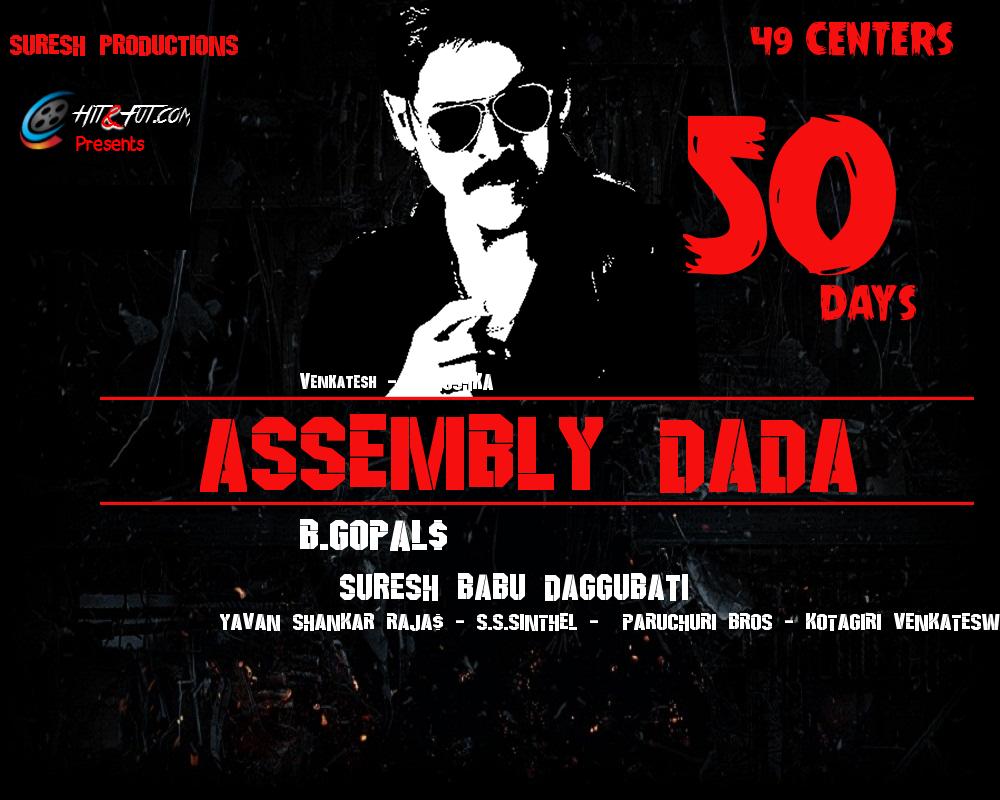 SURESH PRODUCTIONS
49 CENTERS
HIT&FUT.COM
Presents
50
DAYS
VENKATESH -
ASSEMBLY DADA
B.GOPAL$
SURESH BABU DAGGUBATI
YAVAN SHANKAR RAJA$ - S.S.SINTHEL - PARUCHURI BROS - KOTAGIRI VENKATESW